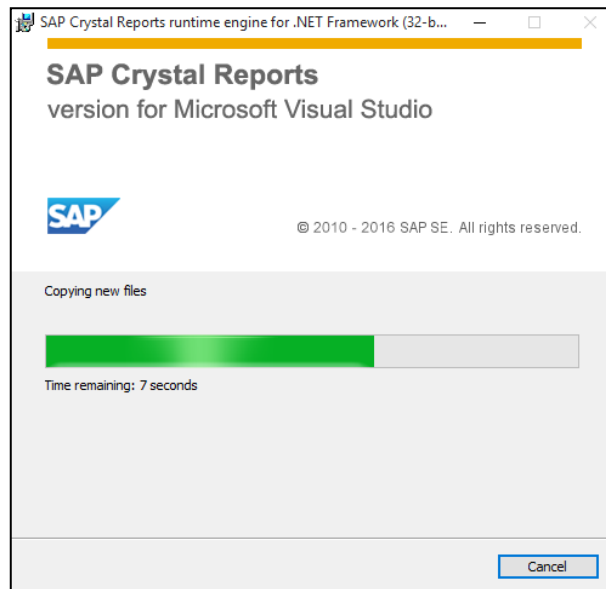 SAP Crystal Reports runtime engine for .NET Framework (32-b...
SAP Crystal Reports
version for Microsoft Visual Studio
SAP
© 2010 - 2016 SAP SE. All rights reserved.
Copying new files
Time remaining: 7 seconds
Cancel